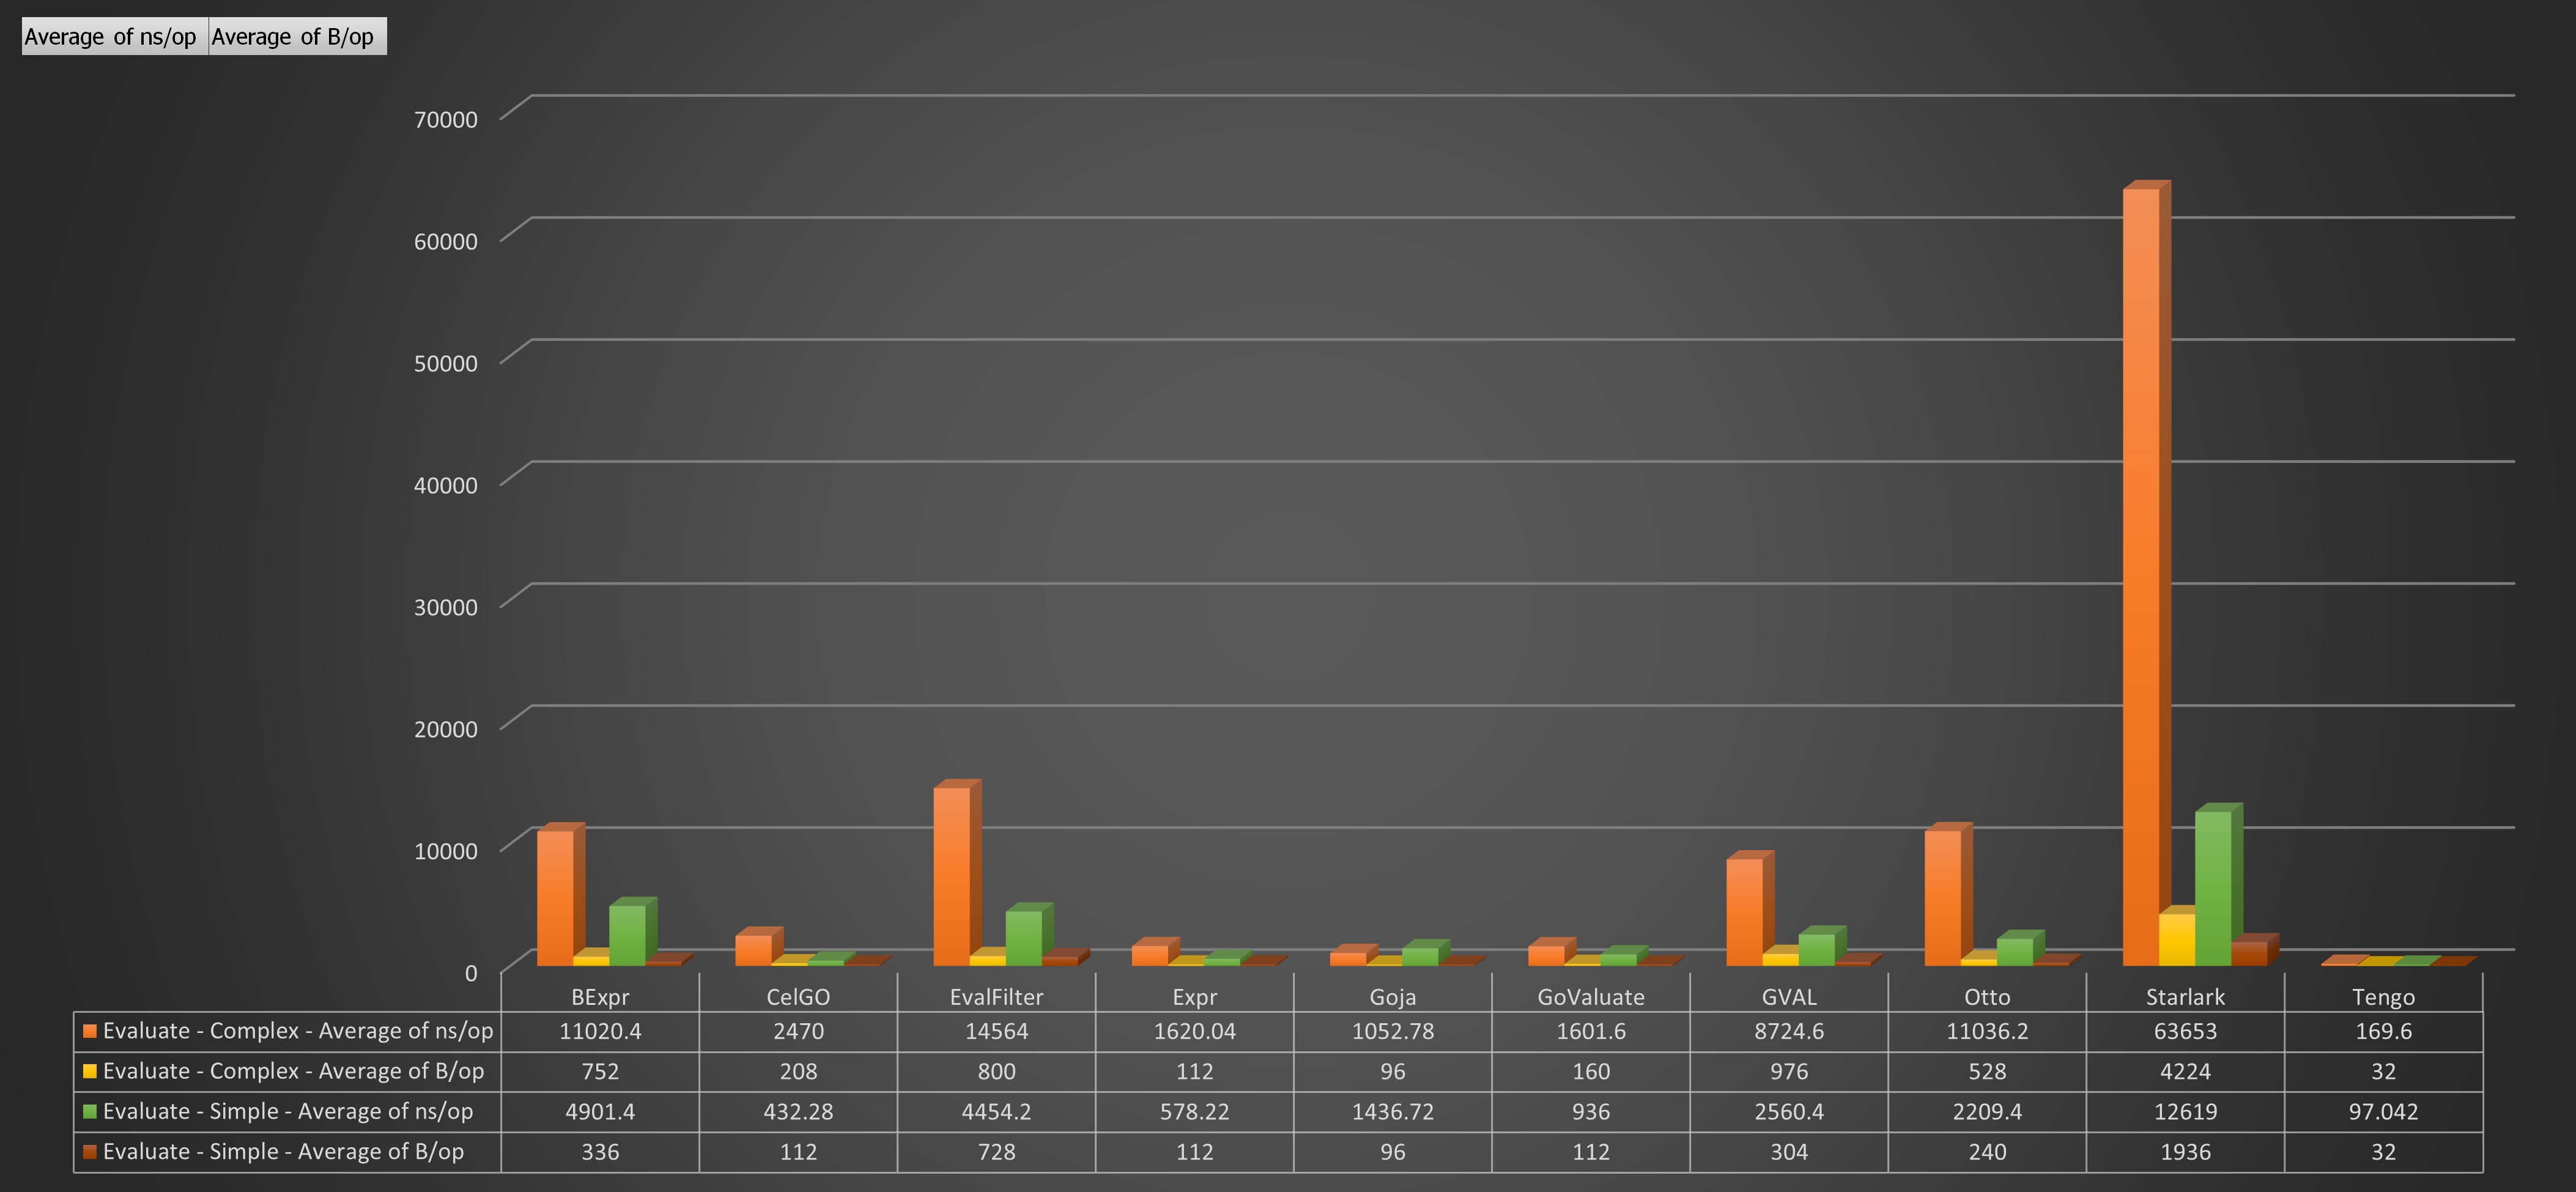 Average of ns/op Average of B/op
70000
60000
50000
40000
30000
20000
10000
0
BExpr CelGO EvalFilter Expr Goja GoValuate GVAL Otto Starlark Tengo
Evaluate - Complex - Average of ns/op 11020.4 2470 14564 1620.04 1052.78 1601.6 8724.6 11036.2 63653 169.6
Evaluate - Complex - Average of B/op 752 208 800 112 96 160 976 528 4224 32
Evaluate - Simple - Average of ns/op 4901.4 432.28 4454.2 578.22 1436.72 936 2560.4 2209.4 12619 97.042
Evaluate - Simple - Average of B/op 336 112 728 112 96 112 304 240 1936 32